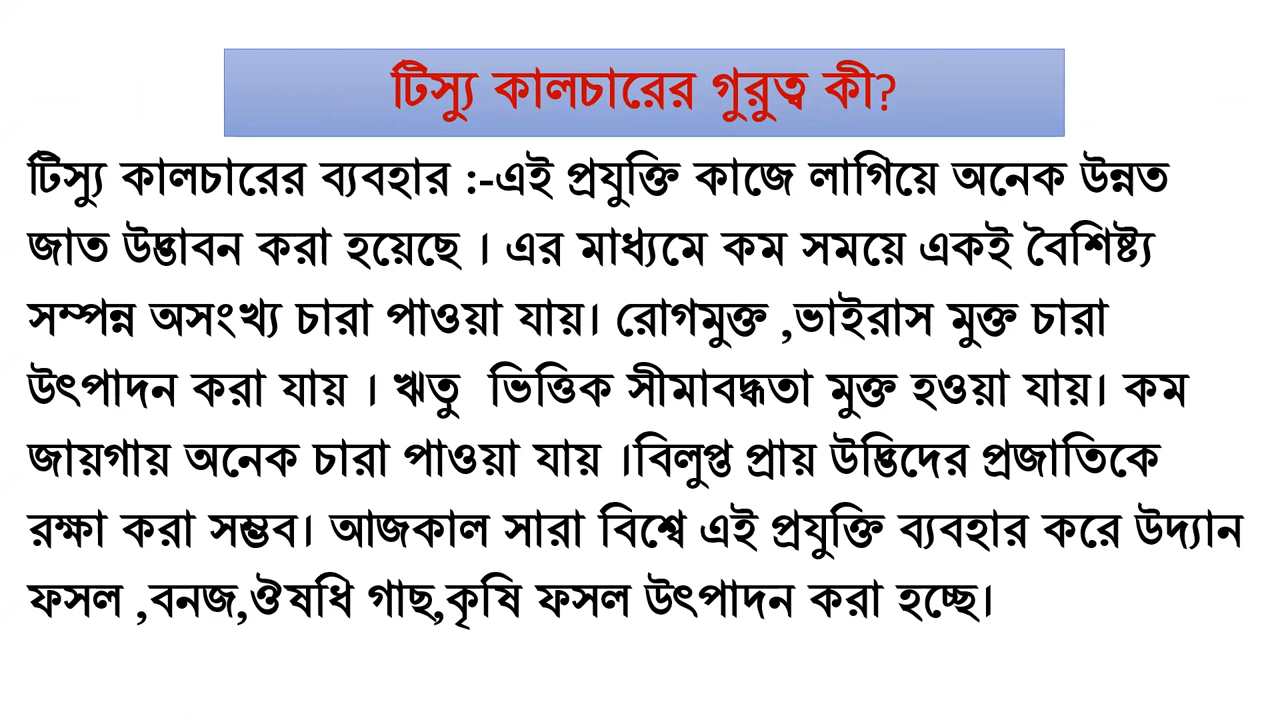 টিস্যু কালচারের গুরুত্ব কী?
টিস্যু কালচারের ব্যবহার :-এই প্রযুক্তি কাজে লাগিয়ে অনেক উন্নত
জাত উদ্ভাবন করা হয়েছে । এর মাধ্যমে কম সময়ে একই বৈশিষ্ট্য
সম্পন্ন অসংখ্য চারা পাওয়া যায়। রোগমুক্ত ,ভাইরাস মুক্ত চারা
উৎপাদন করা যায় । ঋতু  ভিত্তিক সীমাবদ্ধতা মুক্ত হওয়া যায়। কম
জায়গায় অনেক চারা পাওয়া যায় ।বিলুপ্ত প্রায় উদ্ভিদের প্রজাতিকে
রক্ষা করা সম্ভব। আজকাল সারা বিশ্বে এই প্রযুক্তি ব্যবহার করে উদ্যান
ফসল ,বনজ,ঔষধি গাছ,কৃষি ফসল উৎপাদন করা হচ্ছে।